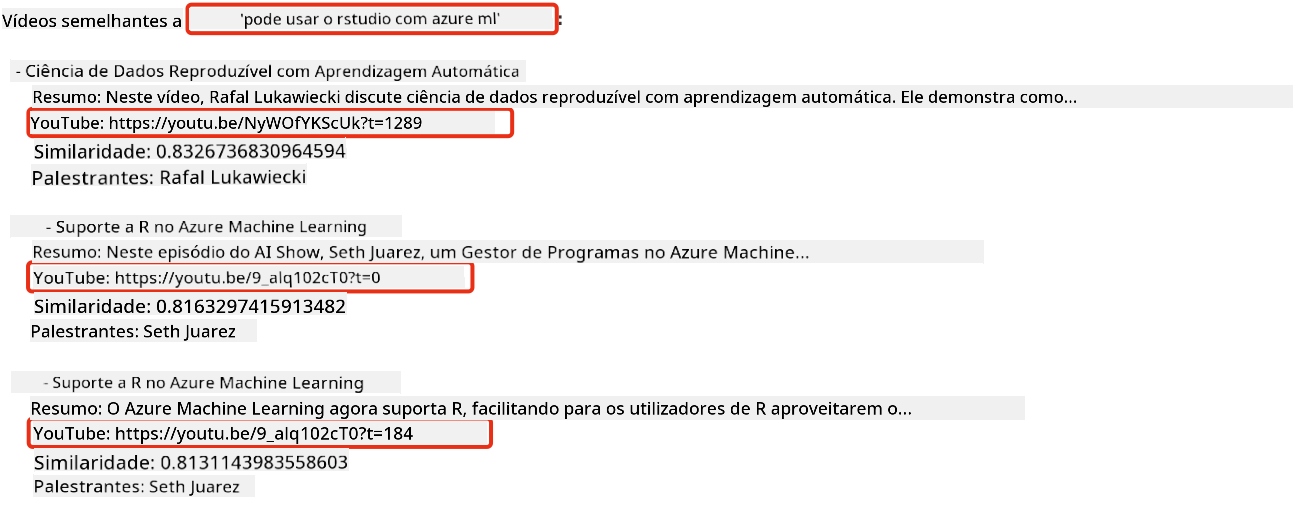 Vídeos semelhantes a 'pode usar o rstudio com azure ml':
- Ciência de Dados Reproduzível com Aprendizagem Automática
Resumo: Neste vídeo, Rafal Lukawiecki discute ciência de dados reproduzível com aprendizagem automática. Ele demonstra como...
YouTube: https://youtu.be/NyWOfYKScUk?t=1289
Similaridade: 0.8326736830964594
Palestrantes: Rafal Lukawiecki
- Suporte a R no Azure Machine Learning
Resumo: Neste episódio do AI Show, Seth Juarez, um Gestor de Programas no Azure Machine...
YouTube: https://youtu.be/9_alq102cT0?t=0
Similaridade: 0.8163297415913482
Palestrantes: Seth Juarez
- Suporte a R no Azure Machine Learning
Resumo: O Azure Machine Learning agora suporta R, facilitando para os utilizadores de R aproveitarem o...
YouTube: https://youtu.be/9_alq102cT0?t=184
Similaridade: 0.8131143983558603
Palestrantes: Seth Juarez